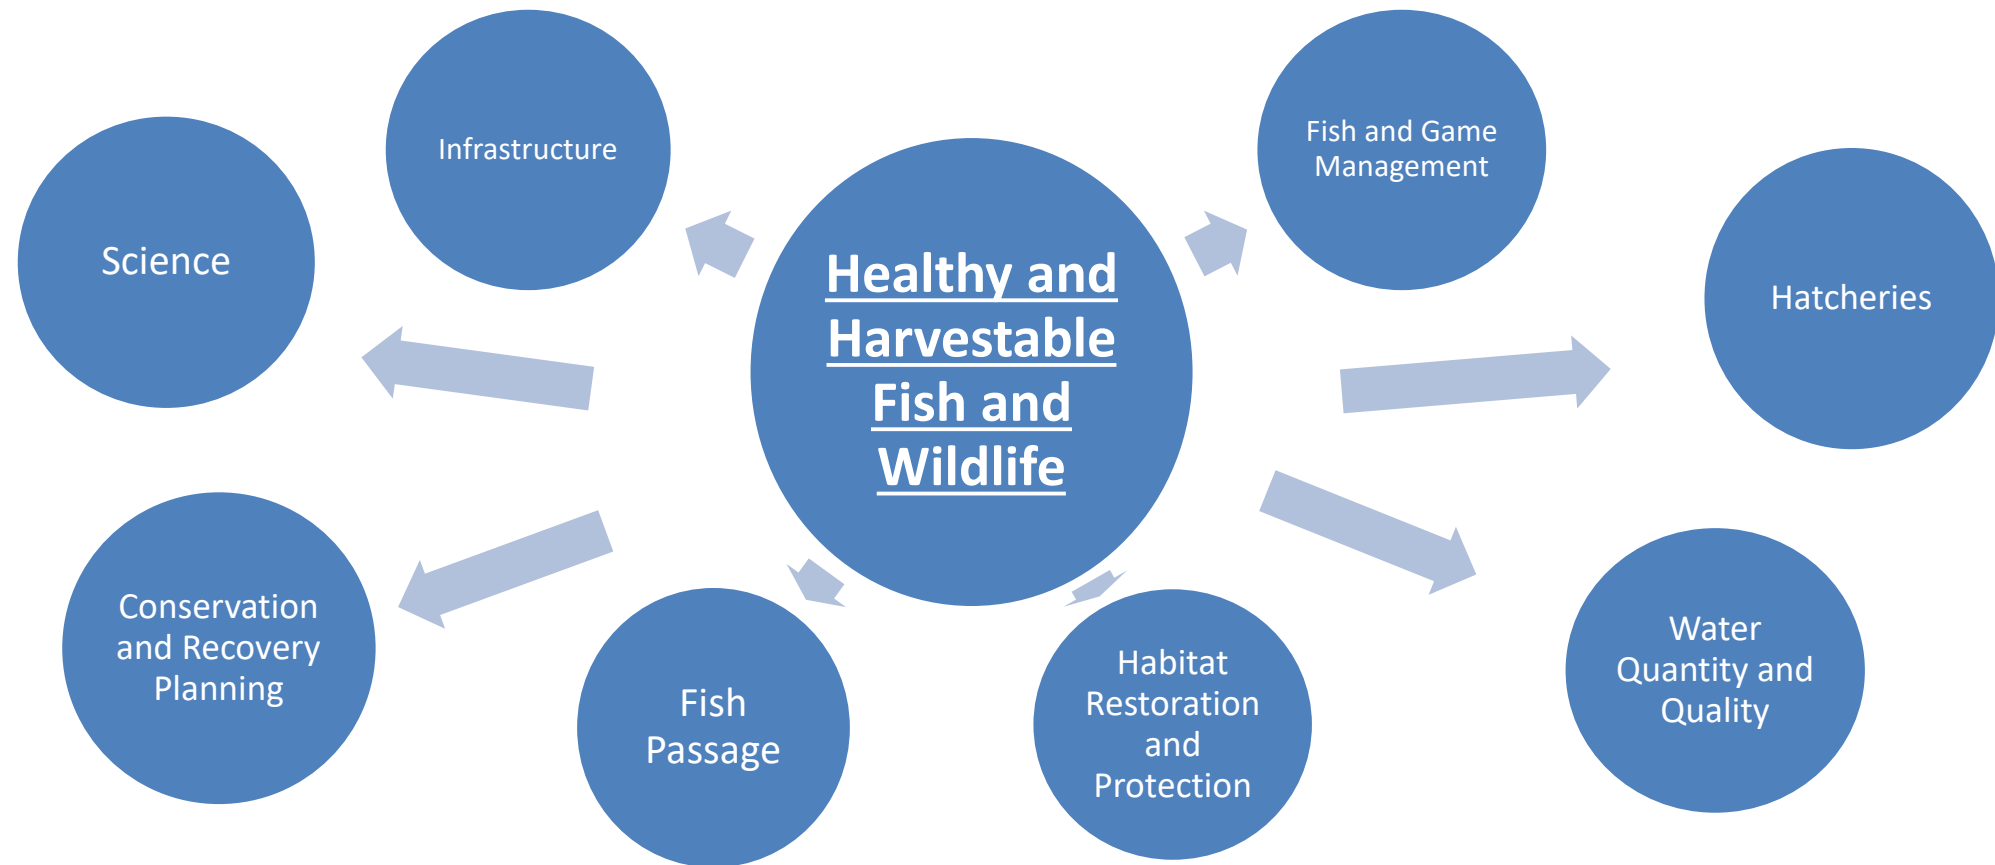 Infrastructure
Fish and Game
Management
Science
Hatcheries
Healthy and
Harvestable
Fish and
Wildlife
Conservation
and Recovery
Planning
Fish
Passage
Habitat
Restoration
and
Protection
Water
Quantity and
Quality